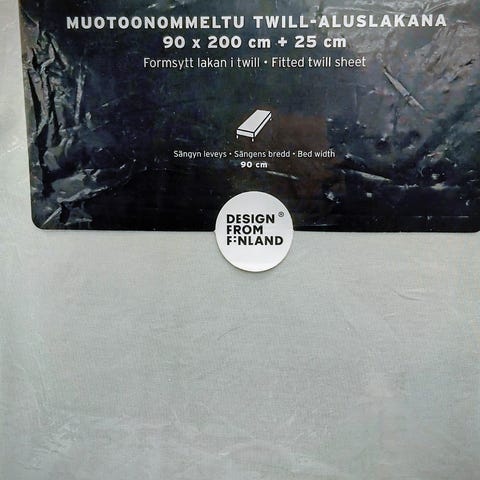 MUOTOONOMMELTU TWILL-ALUSLAKANA
90 x 200 cm + 25 cm
Formsytt lakan i twill • Fitted twill sheet
Sängyn leveys • Sängens bredd • Bed width
90 cm
DESIGN ®
FROM
FINLAND